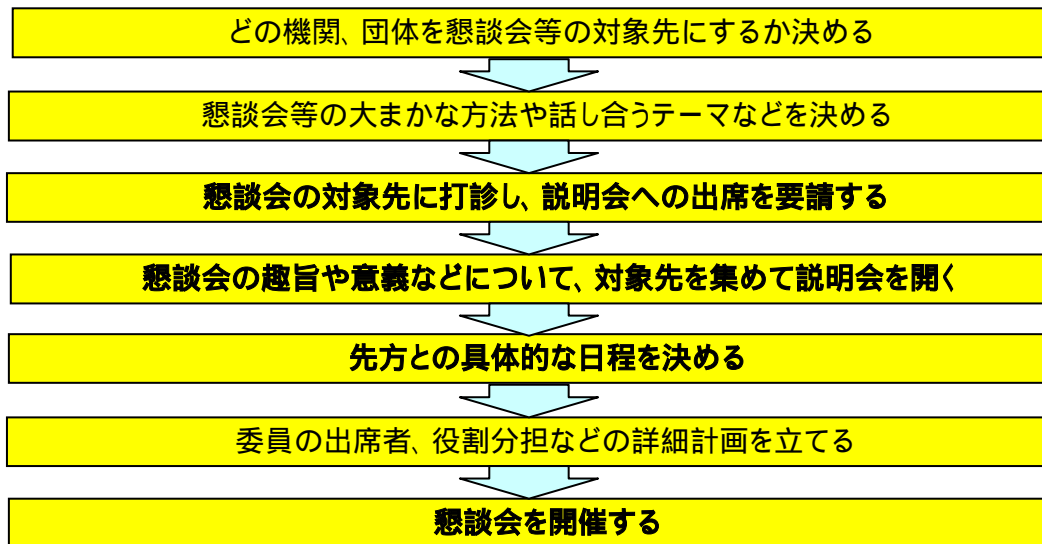 どの機関、団体を懇談会等の対象先にするか決める
懇談会等の大まかな方法や話し合うテーマなどを決める
懇談会の対象先に打診し、説明会への出席を要請する
懇談会の趣旨や意義などについて、対象先を集めて説明会を開く
先方との具体的な日程を決める
委員の出席者、役割分担などの詳細計画を立てる
懇談会を開催する